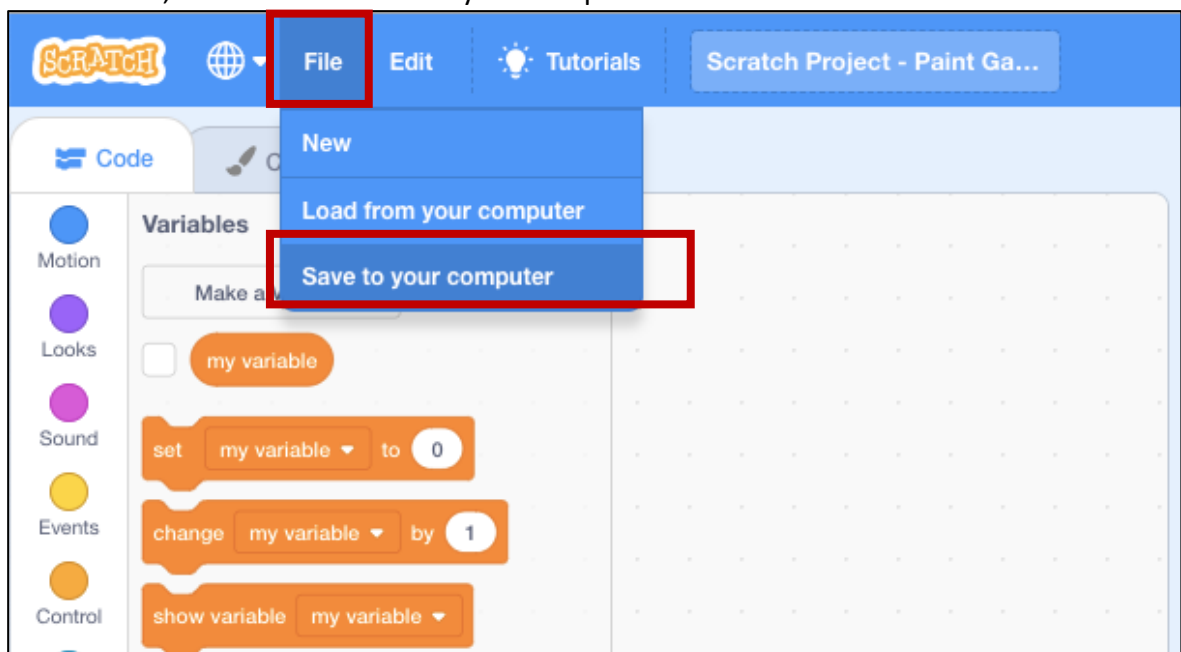 SCRATCH File Edit Tutorials Scratch Project - Paint Ga...
Code
New
Load from your computer
Save to your computer
Variables
Make a
my variable
set my variable to 0
change my variable by 1
show variable my variable
Motion
Looks
Sound
Events
Control